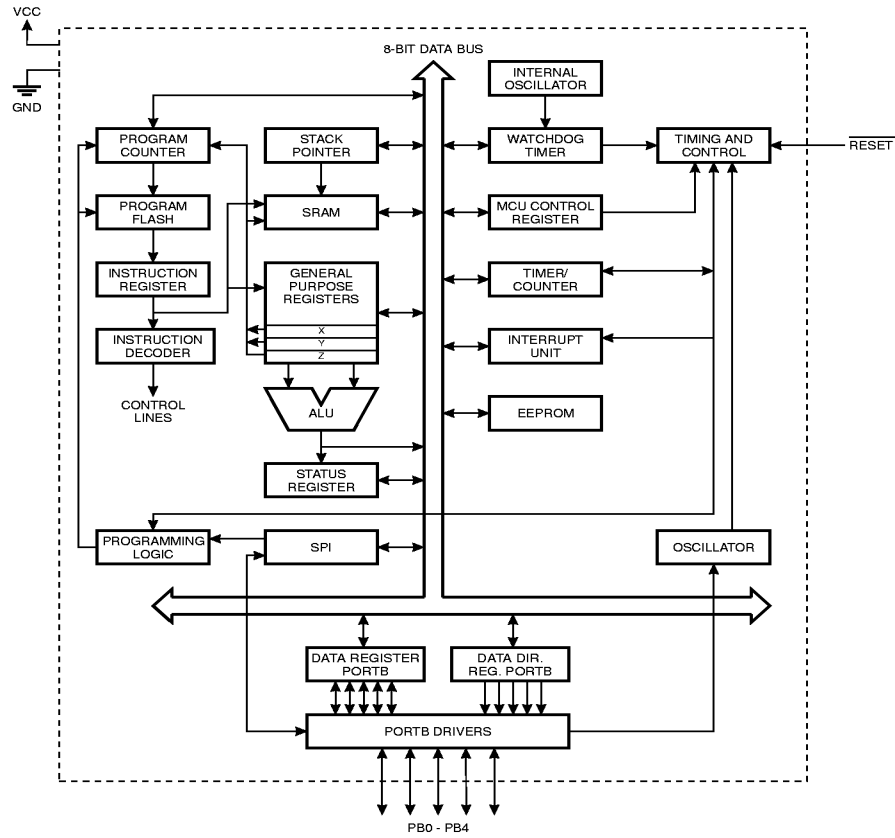 VCC
GND
8-BIT DATA BUS
INTERNAL
OSCILLATOR
PROGRAM
COUNTER
STACK
POINTER
WATCHDOG
TIMER
TIMING AND
CONTROL
RESET
PROGRAM
FLASH
SRAM
MCU CONTROL
REGISTER
INSTRUCTION
REGISTER
GENERAL
PURPOSE
REGISTERS
X
Y
Z
TIMER/
COUNTER
INSTRUCTION
DECODER
INTERRUPT
UNIT
CONTROL
LINES
ALU
EEPROM
STATUS
REGISTER
PROGRAMMING
LOGIC
SPI
OSCILLATOR
DATA REGISTER
PORTB
DATA DIR.
REG. PORTB
PORTB DRIVERS
PB0 - PB4